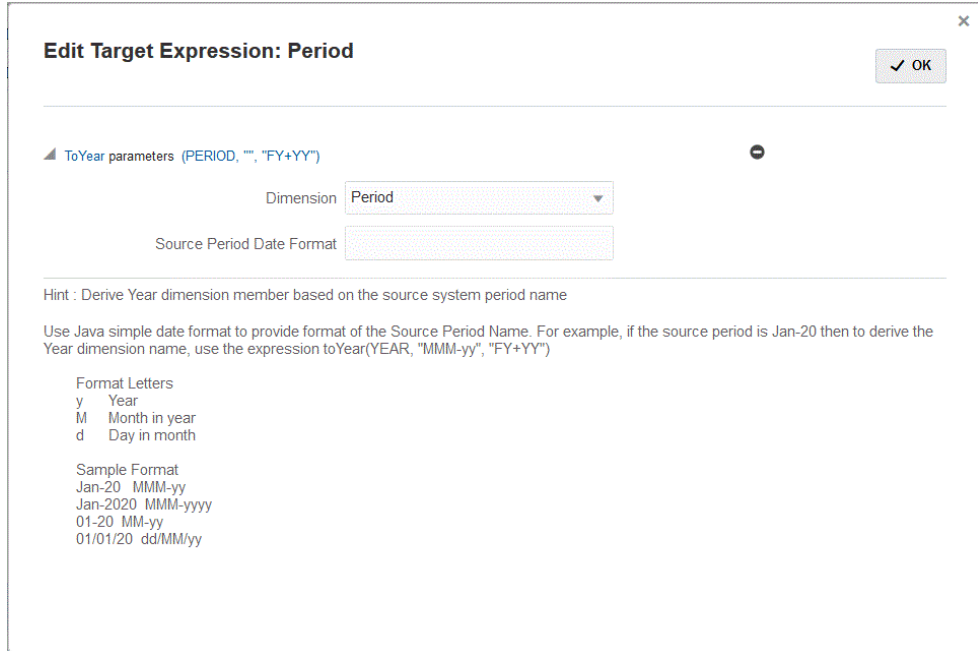 Edit Target Expression: Period
OK
ToYear parameters (PERIOD, "", "FY+YY")
Dimension Period
Source Period Date Format
Hint : Derive Year dimension member based on the source system period name
Use Java simple date format to provide format of the Source Period Name. For example, if the source period is Jan-20 then to derive the
Year dimension name, use the expression toYear(YEAR, "MMM-yy", "FY+YY")
Format Letters
y Year
M Month in year
d Day in month
Sample Format
Jan-20 MMM-yy
Jan-2020 MMM-yyyy
01-20 MM-yy
01/01/20 dd/MM/yy